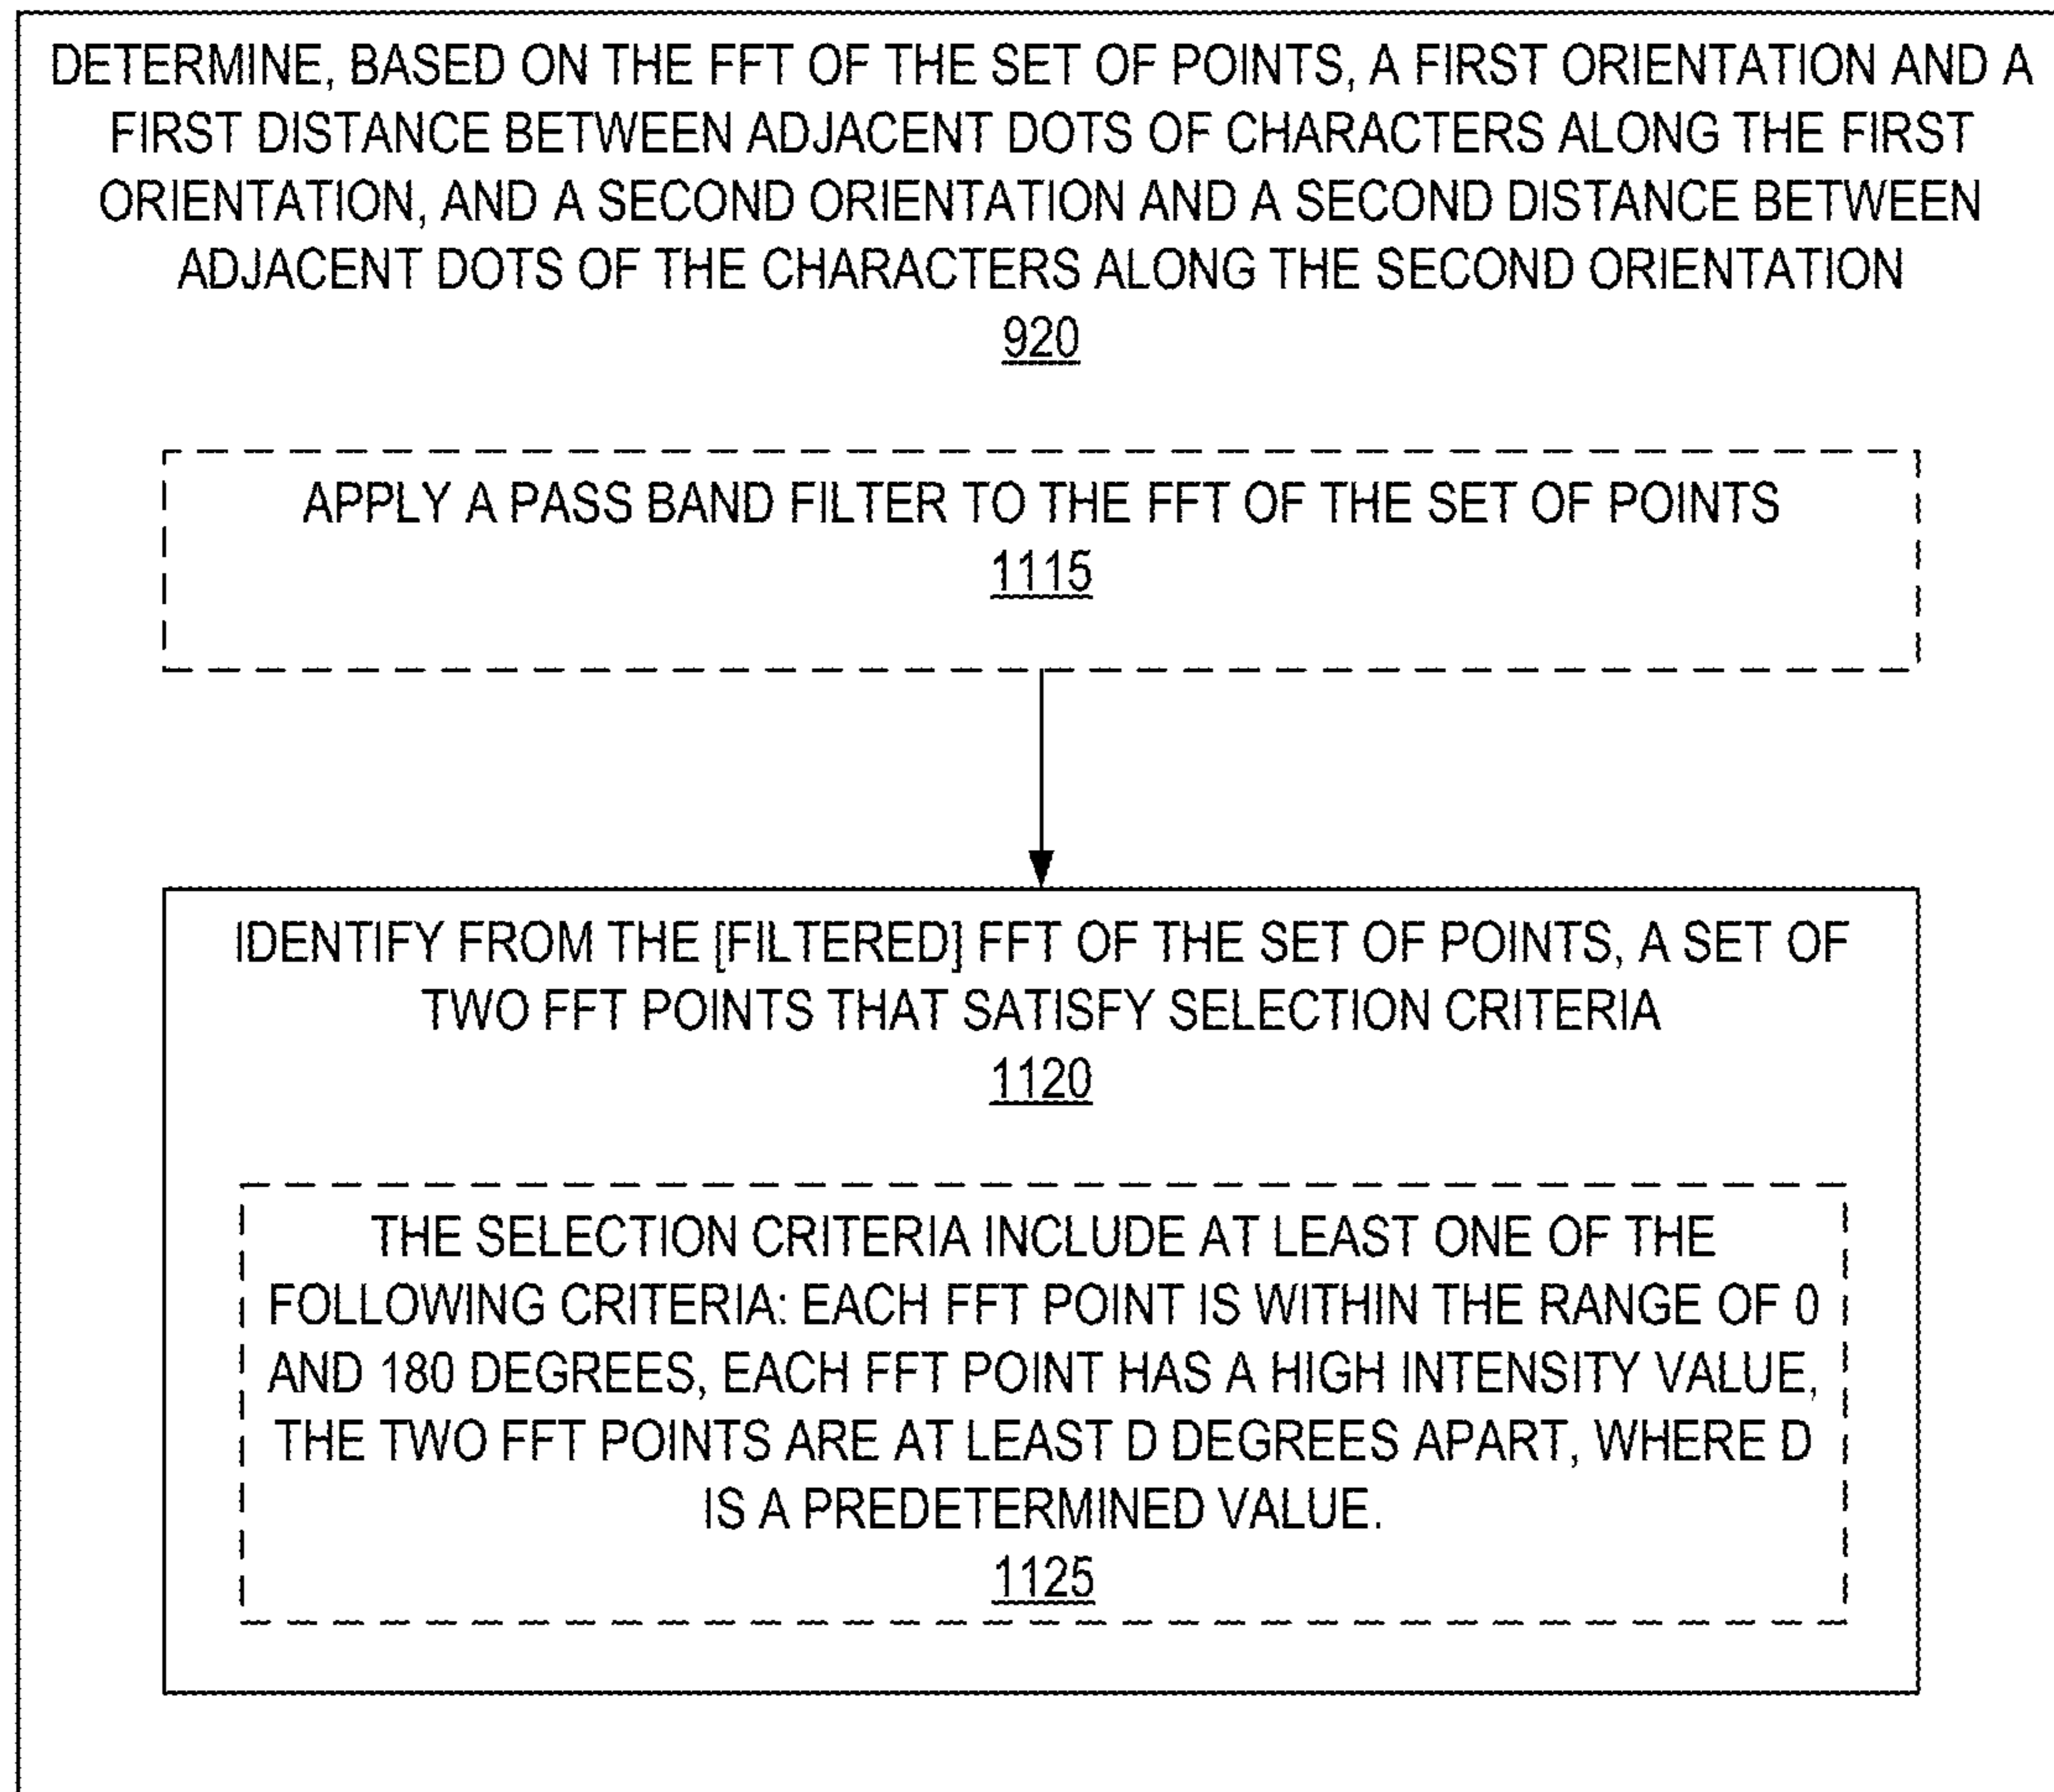 DETERMINE, BASED ON THE FFT OF THE SET OF POINTS, A FIRST ORIENTATION AND A
FIRST DISTANCE BETWEEN ADJACENT DOTS OF CHARACTERS ALONG THE FIRST
ORIENTATION, AND A SECOND ORIENTATION AND A SECOND DISTANCE BETWEEN
ADJACENT DOTS OF THE CHARACTERS ALONG THE SECOND ORIENTATION
920
APPLY A PASS BAND FILTER TO THE FFT OF THE SET OF POINTS
1115
IDENTIFY FROM THE [FILTERED] FFT OF THE SET OF POINTS, A SET OF
TWO FFT POINTS THAT SATISFY SELECTION CRITERIA
1120
THE SELECTION CRITERIA INCLUDE AT LEAST ONE OF THE
FOLLOWING CRITERIA: EACH FFT POINT IS WITHIN THE RANGE OF 0
AND 180 DEGREES, EACH FFT POINT HAS A HIGH INTENSITY VALUE,
THE TWO FFT POINTS ARE AT LEAST D DEGREES APART, WHERE D
IS A PREDETERMINED VALUE.
1125